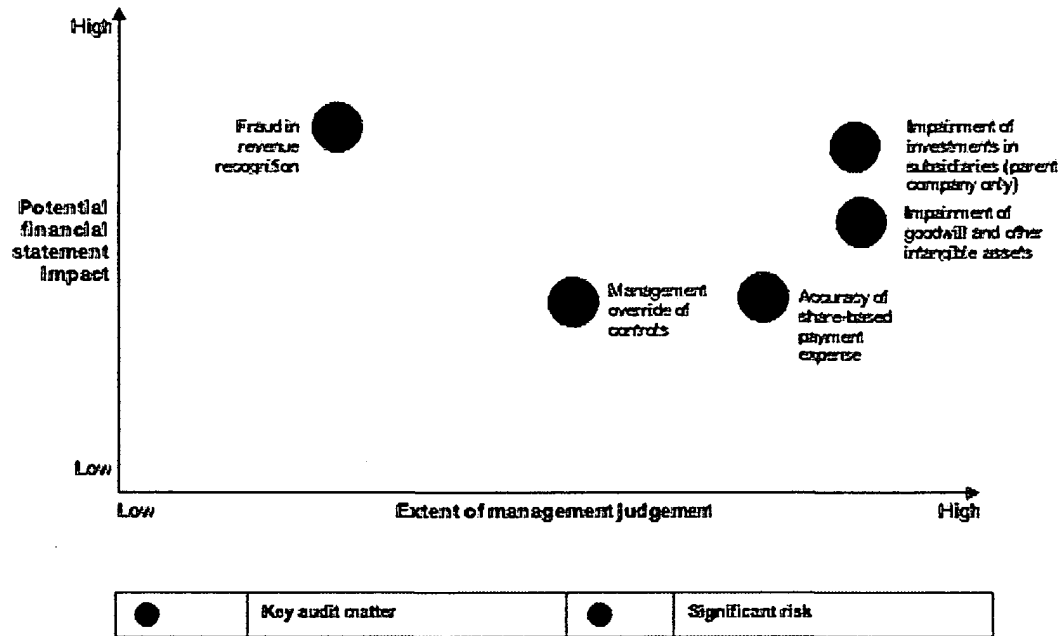 High
Fraud in
revenue
recognition
Impairment of
investments in
subsidiaries (parent
company only)
Potential
financial
statement
impact
Impairment of
goodwill and other
intangible assets
Management
override of
controls
Accuracy of
share-based
payment
expense
Low
Low
Extent of management judgement
High
Key audit matter
Significant risk